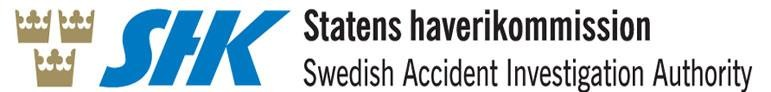 SHK
Statens haverikommission
Swedish Accident Investigation Authority